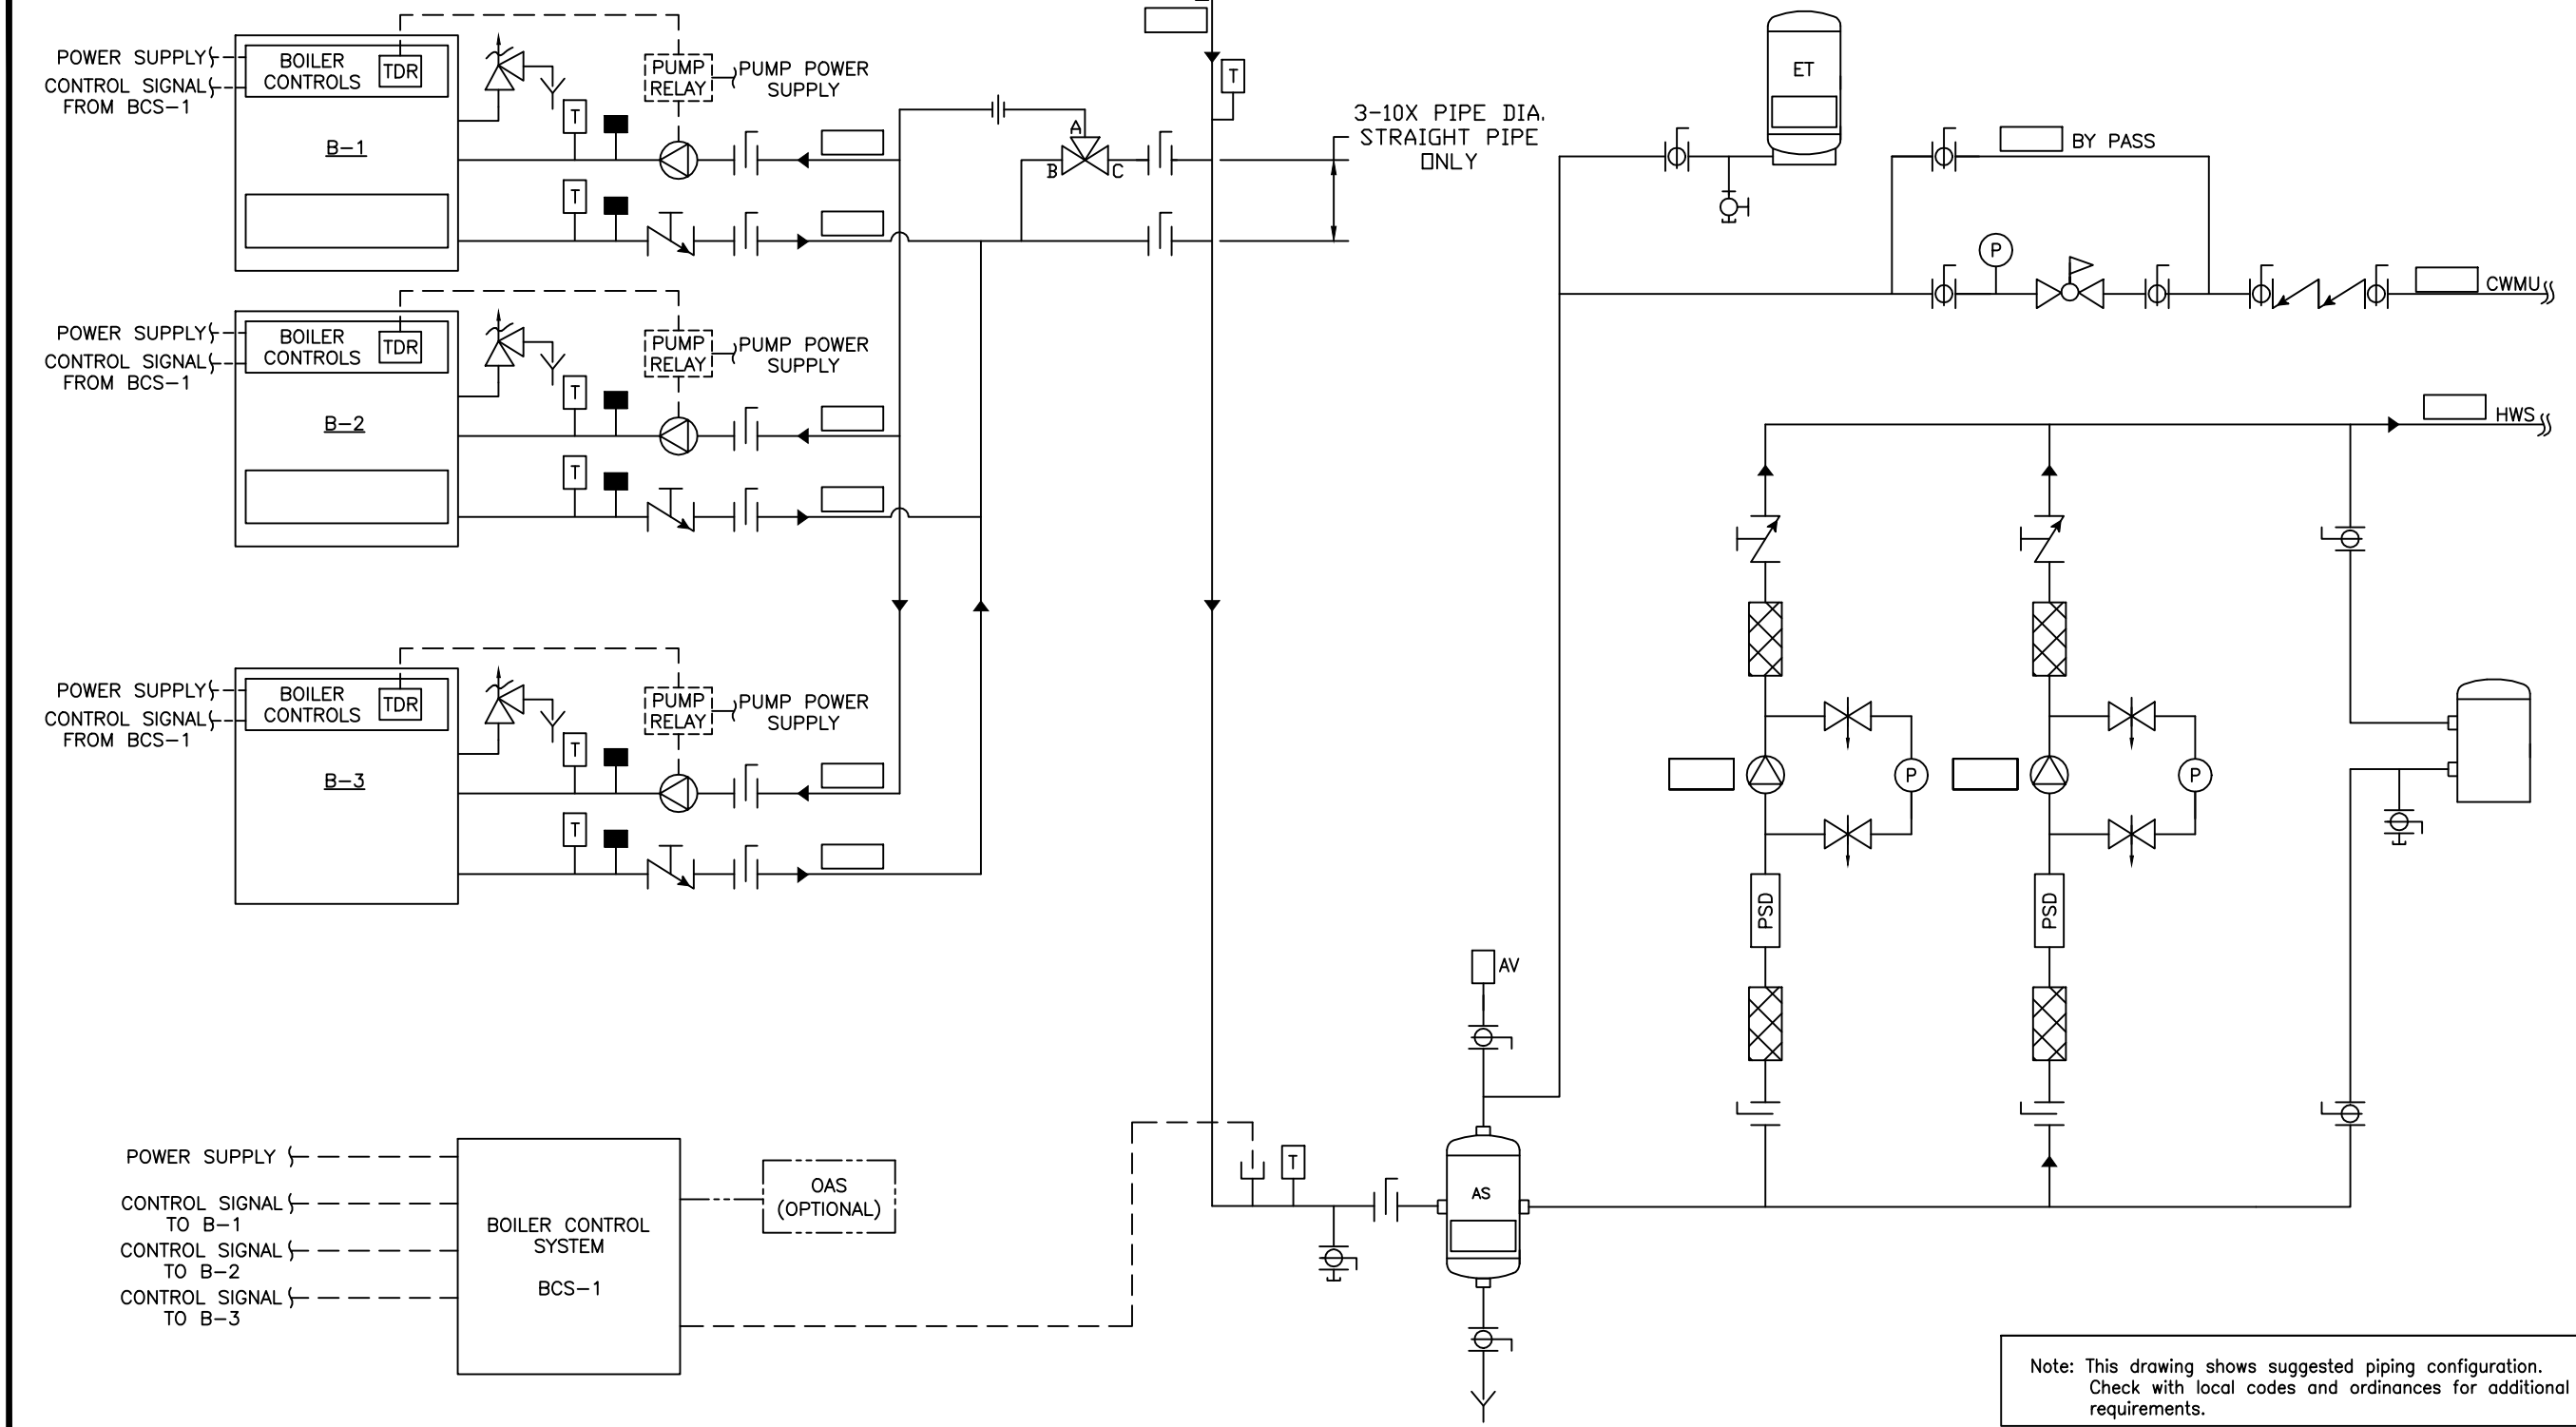 POWER SUPPLY
CONTROL SIGNAL
FROM BCS-1
BOILER
CONTROLS
TDR
B-1
PUMP
RELAY
PUMP POWER
SUPPLY
T
T
A
B
C
T
3-10X PIPE DIA.
STRAIGHT PIPE
ONLY
ET
BY PASS
P
CWMU
POWER SUPPLY
CONTROL SIGNAL
FROM BCS-1
BOILER
CONTROLS
TDR
B-2
PUMP
RELAY
PUMP POWER
SUPPLY
T
T
HWS
POWER SUPPLY
CONTROL SIGNAL
FROM BCS-1
BOILER
CONTROLS
TDR
B-3
PUMP
RELAY
PUMP POWER
SUPPLY
T
T
P
P
PSD
PSD
AV
POWER SUPPLY
CONTROL SIGNAL
TO B-1
CONTROL SIGNAL
TO B-2
CONTROL SIGNAL
TO B-3
BOILER CONTROL
SYSTEM
BCS-1
OAS
(OPTIONAL)
T
AS
Note: This drawing shows suggested piping configuration.
Check with local codes and ordinances for additional
requirements.